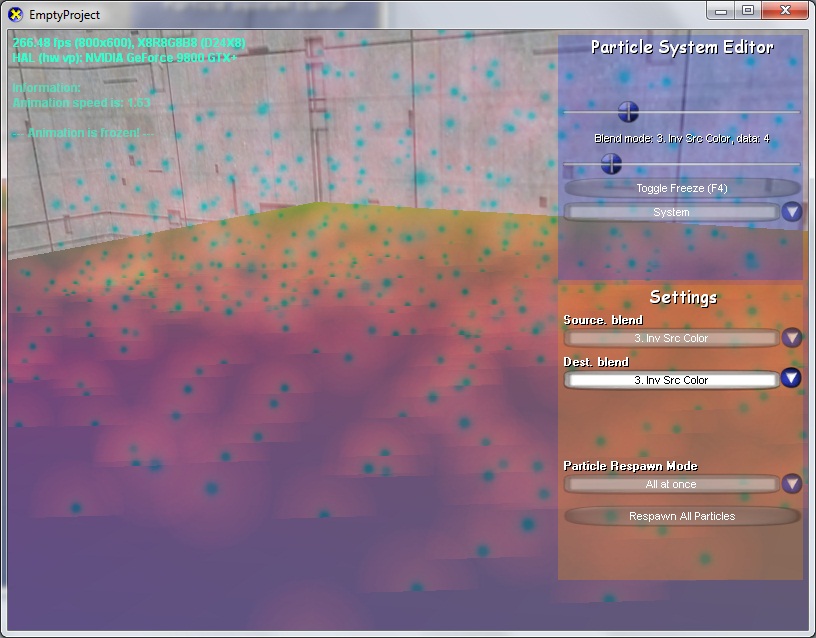 EmptyProject
266.48 fps (800x600), X8R8G8B8 (D24X8)
HAL (hw vp): NVIDIA GeForce 9800 GTX+
Information:
Animation speed is: 1.63
--- Animation is frozen! ---
Particle System Editor
Blend mode: 3. Inv Src Color, data: 4
Toggle Freeze (F4)
System
Settings
Source. blend
3. Inv Src Color
Dest. blend
3. Inv Src Color
Particle Respawn Mode
All at once
Respawn All Particles